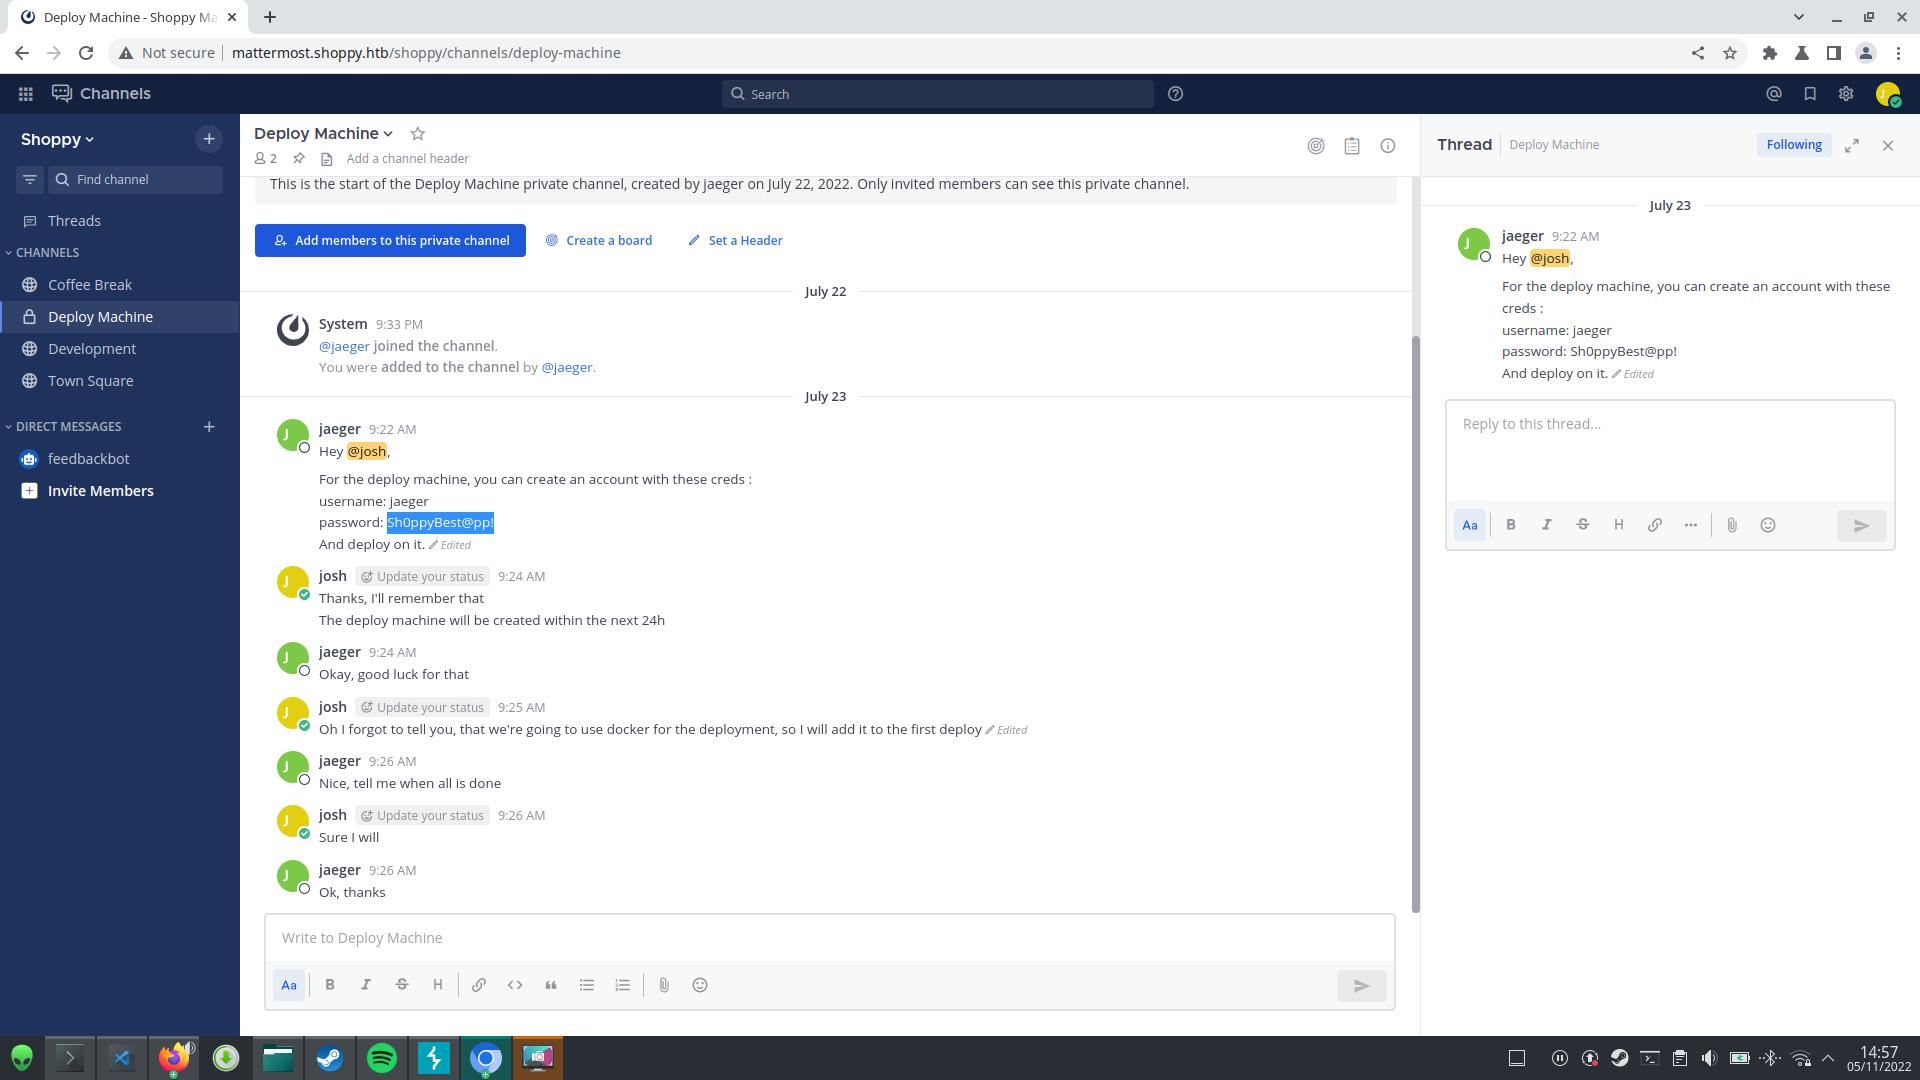 Deploy Machine - Shoppy Ma
Not secure
mattermost.shoppy.htb/shoppy/channels/deploy-machine
Channels
Search
J
Shoppy
Find channel
Threads
CHANNELS
Coffee Break
Deploy Machine
Development
Town Square
DIRECT MESSAGES
feedbackbot
Invite Members
Deploy Machine
2
Add a channel header
This is the start of the Deploy Machine private channel, created by jaeger on July 22, 2022. Only invited members can see this private channel.
Add members to this private channel
Create a board
Set a Header
July 22
System 9:33 PM
@jaeger joined the channel.
You were added to the channel by @jaeger.
July 23
J
jaeger 9:22 AM
Hey @josh,
For the deploy machine, you can create an account with these creds :
username: jaeger
password: Sh0ppyBest@pp!
And deploy on it. Edited
J
josh Update your status 9:24 AM
Thanks, I'll remember that
The deploy machine will be created within the next 24h
J
jaeger 9:24 AM
Okay, good luck for that
J
josh Update your status 9:25 AM
Oh I forgot to tell you, that we're going to use docker for the deployment, so I will add it to the first deploy Edited
J
jaeger 9:26 AM
Nice, tell me when all is done
J
josh Update your status 9:26 AM
Sure I will
J
jaeger 9:26 AM
Ok, thanks
Write to Deploy Machine
Aa B I S H
Thread
Deploy Machine
Following
July 23
J
jaeger 9:22 AM
Hey @josh,
For the deploy machine, you can create an account with these
creds :
username: jaeger
password: Sh0ppyBest@pp!
And deploy on it. Edited
Reply to this thread...
Aa B I S H
14:57
05/11/2022